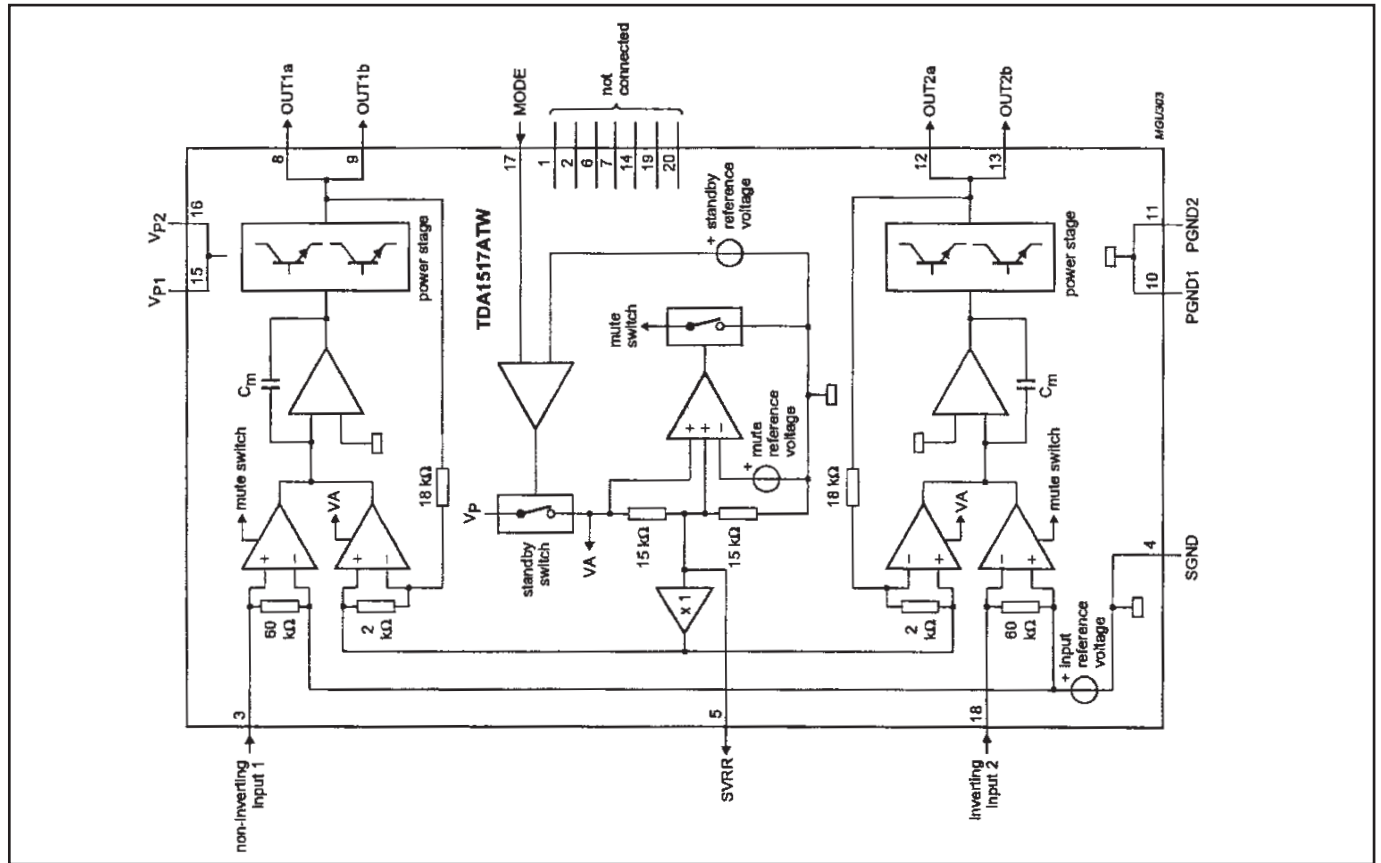 non-inverting
input 1
3
60
kΩ
+
−
mute switch
2
kΩ
+
−
VA
Cm
18 kΩ
power stage
VP1
15
VP2
16
8
OUT1a
9
OUT1b
SVRR
5
x 1
standby
switch
VP
VA
15 kΩ
15 kΩ
+
+
−
mute
reference
voltage
+
mute
switch
TDA1517ATW
standby
reference
voltage
+
17
MODE
1
2
6
7
14
19
20
not
connected
inverting
input 2
18
2
kΩ
−
+
VA
60
kΩ
−
+
mute switch
input
reference
voltage
+
18 kΩ
Cm
power stage
12
OUT2a
13
OUT2b
4
SGND
10
PGND1
11
PGND2
MGU303